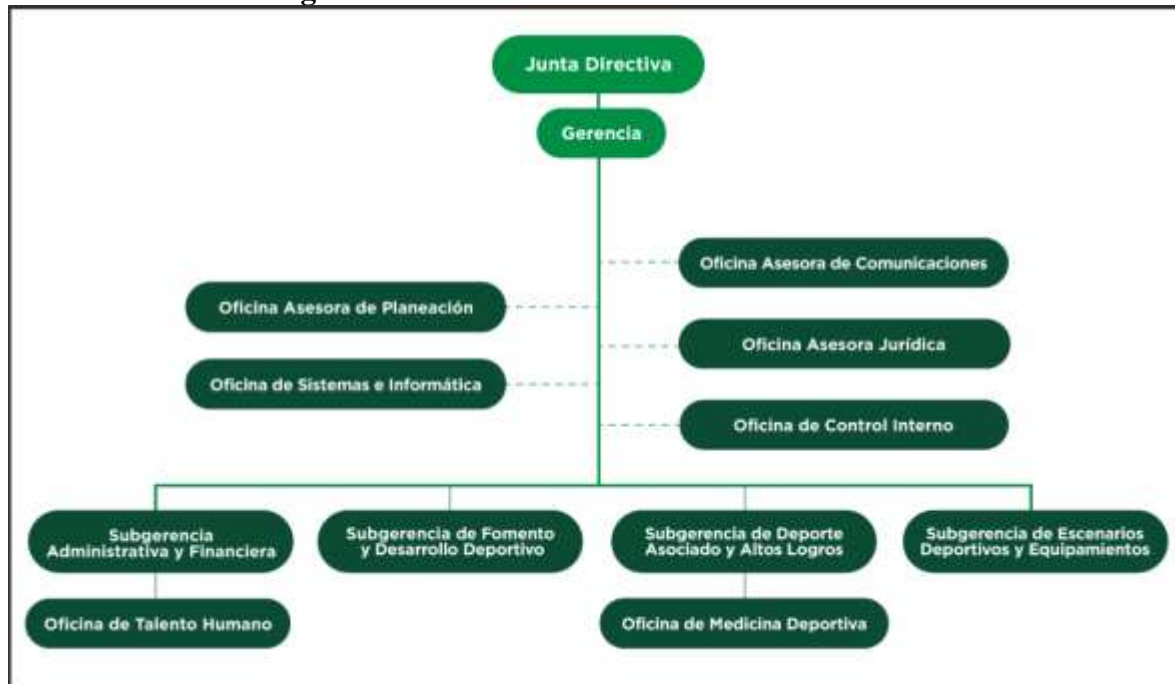 Junta Directiva
Gerencia
Oficina Asesora de Comunicaciones
Oficina Asesora de Planeación
Oficina Asesora Jurídica
Oficina de Sistemas e Informática
Oficina de Control Interno
Subgerencia
Administrativa y Financiera
Subgerencia de Fomento
y Desarrollo Deportivo
Subgerencia de Deporte
Asociado y Altos Logros
Subgerencia de Escenarios
Deportivos y Equipamientos
Oficina de Talento Humano
Oficina de Medicina Deportiva